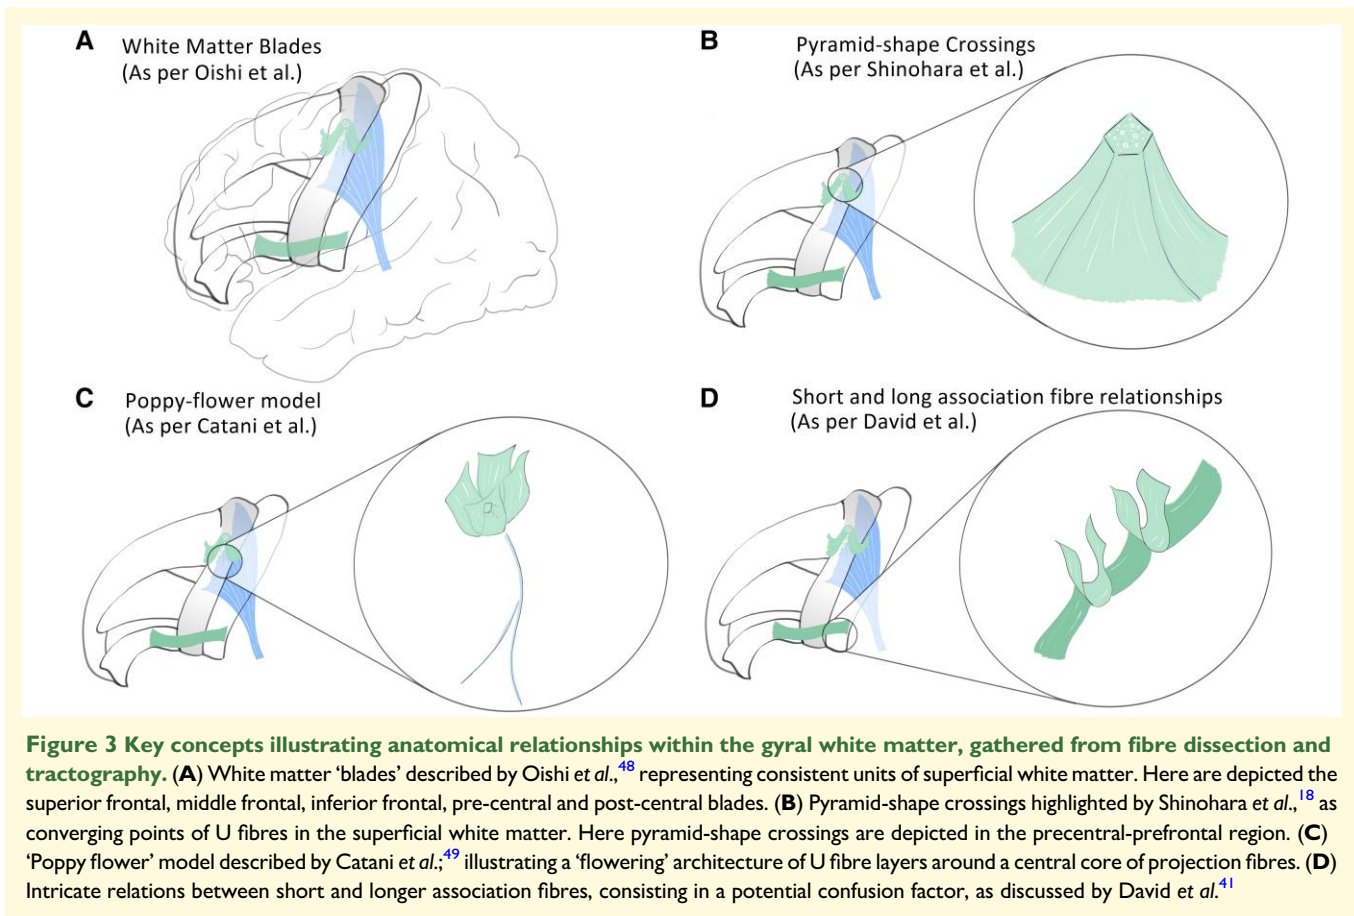 A
White Matter Blades
(As per Oishi et al.)
B
Pyramid-shape Crossings
(As per Shinohara et al.)
C
Poppy-flower model
(As per Catani et al.)
D
Short and long association fibre relationships
(As per David et al.)
Figure 3 Key concepts illustrating anatomical relationships within the gyral white matter, gathered from fibre dissection and
tractography. (A) White matter ‘blades’ described by Oishi et al.,48 representing consistent units of superficial white matter. Here are depicted the
superior frontal, middle frontal, inferior frontal, pre-central and post-central blades. (B) Pyramid-shape crossings highlighted by Shinohara et al.,18 as
converging points of U fibres in the superficial white matter. Here pyramid-shape crossings are depicted in the precentral-prefrontal region. (C)
‘Poppy flower’ model described by Catani et al.;49 illustrating a ‘flowering’ architecture of U fibre layers around a central core of projection fibres. (D)
Intricate relations between short and longer association fibres, consisting in a potential confusion factor, as discussed by David et al.41